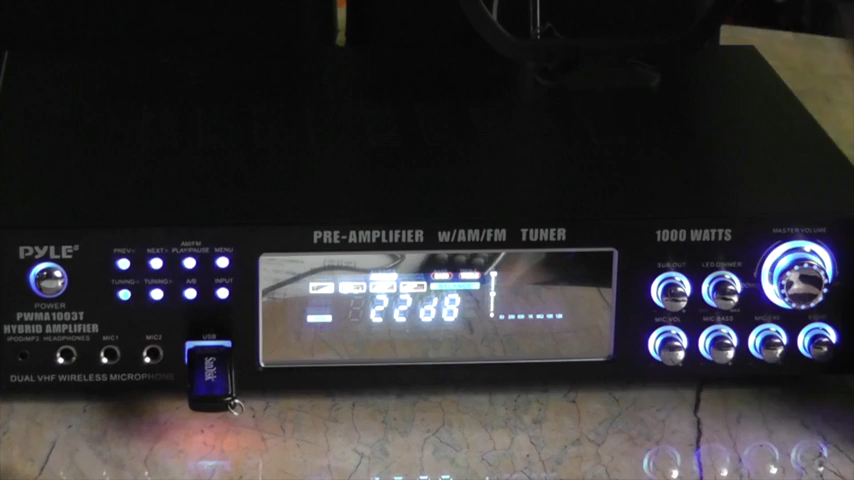 PRE-AMPLIFIER w/AM/FM TUNER
1000 WATTS
MASTER VOLUME
PYLE
POWER
PWMA1003T
HYBRID AMPLIFIER
IPOD/MP3 HEADPHONES MIC1 MIC2
DUAL VHF WIRELESS MICROPHONE
PREV NEXT AM/FM PLAY/PAUSE MENU
TUNING TUNING A/B INPUT
USB
SanDisk
SUB OUT LED DIMMER
MIC VOL MIC BASS